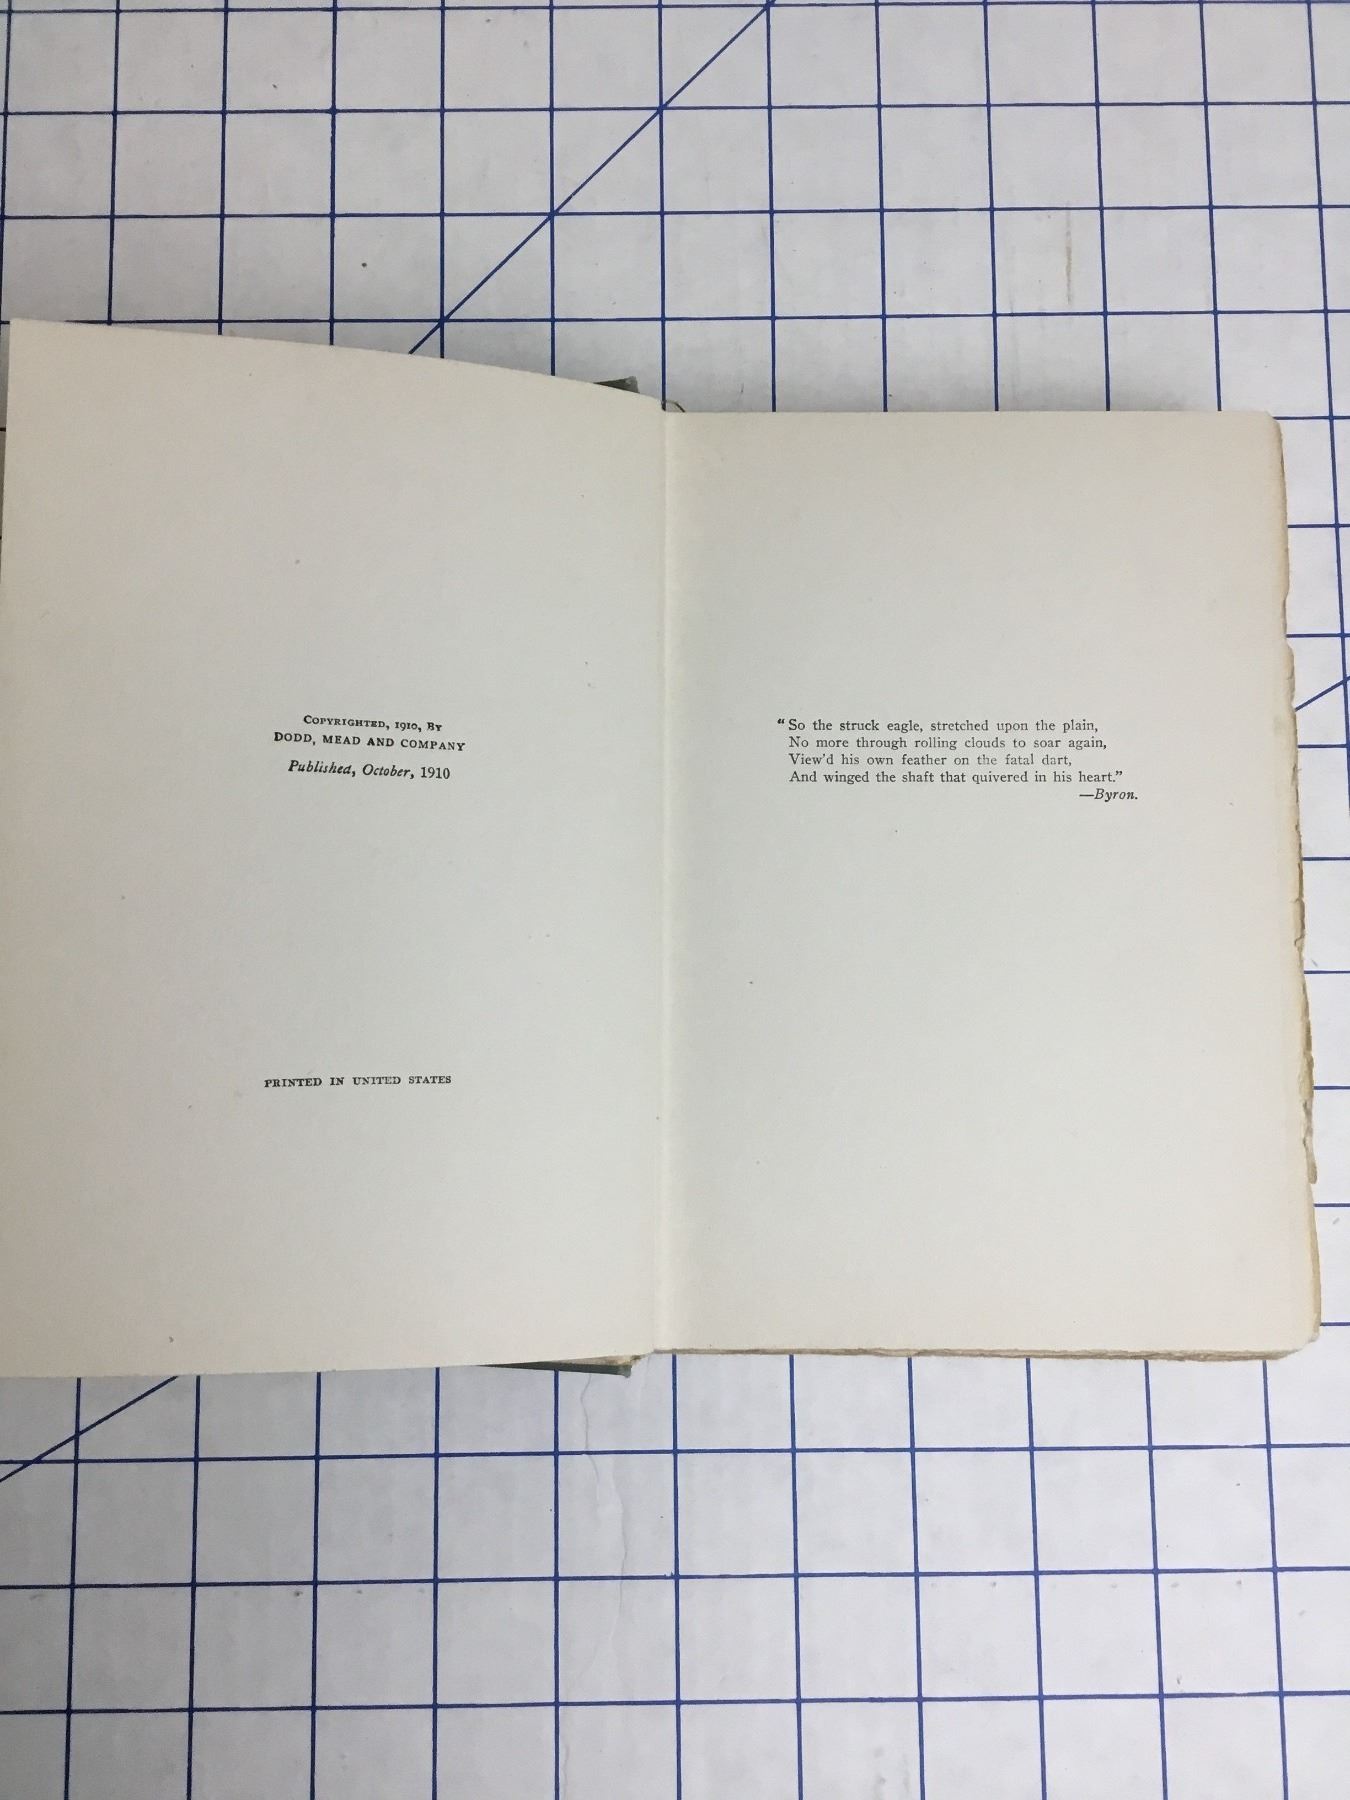 Copyrighted, 1910, By
DODD, MEAD AND COMPANY
Published, October, 1910
PRINTED IN UNITED STATES
“So the struck eagle, stretched upon the plain,
No more through rolling clouds to soar again,
View’d his own feather on the fatal dart,
And winged the shaft that quivered in his heart.”
—Byron.